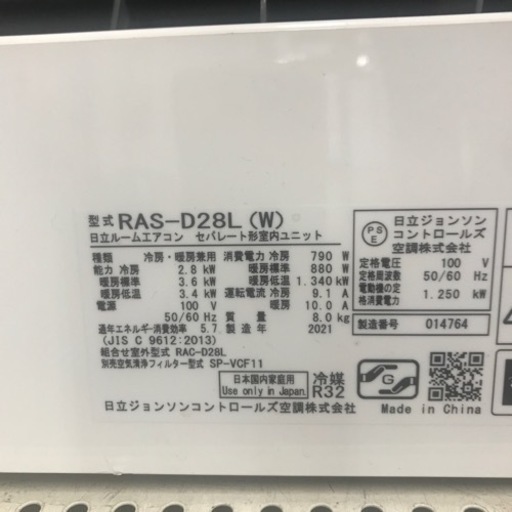 型式 RAS-D28L (W)
日立ルームエアコン セパレート形室内ユニット
種類 冷房・暖房兼用
能力 冷房 2.8 kW
暖房標準 3.6 kW
暖房低温 3.4 kW
電源 100 V
50/60 Hz
通年エネルギー消費効率 5.7
(JIS C 9612:2013)
組合せ室外型式 RAC-D28L
別売空気清浄フィルター型式 SP-VCF11
消費電力 冷房 790 W
暖房標準 880 W
暖房低温 1.340 kW
運転電流 冷房 9.1 A
暖房 10.0 A
質量 8.0 kg
製造年 2021
日本国内家庭用
Use only in Japan
冷媒
R32
日立ジョンソンコントロールズ空調株式会社
PS
E
日立ジョンソン
コントロールズ
空調株式会社
定格電圧 100 V
定格周波数 50/60 Hz
電動機の定
格消費電力 1.250 kW
製造番号 014764
G
Made in China